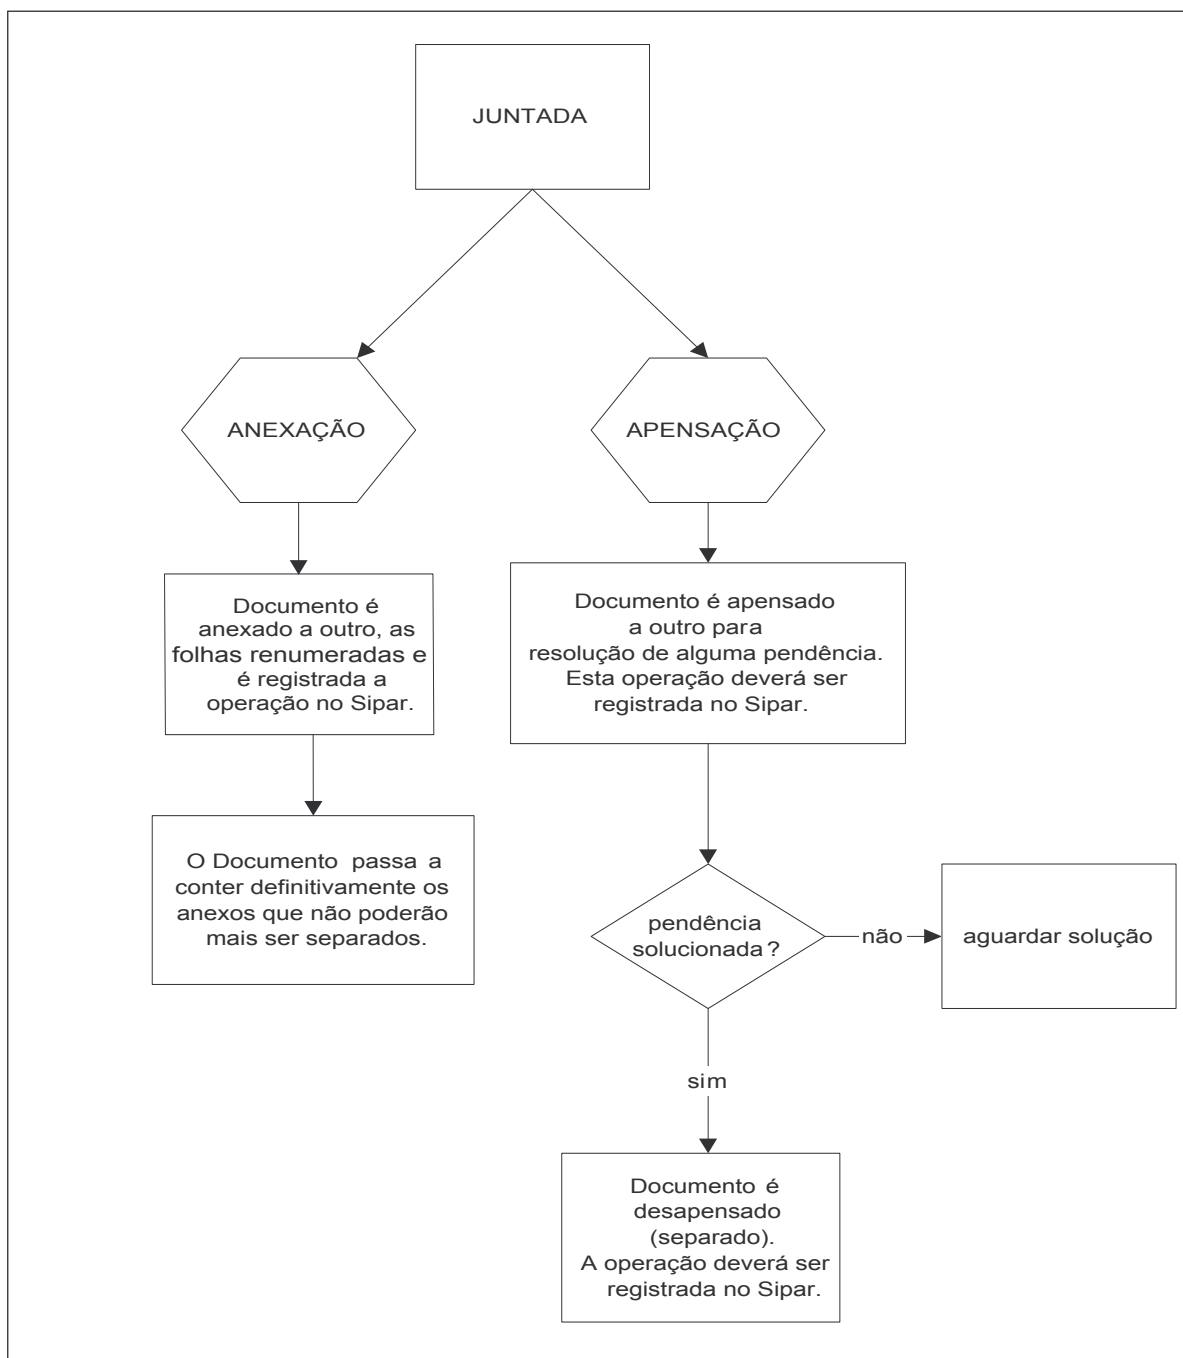 JUNTADA
ANEXAÇÃO
APENSAÇÃO
Documento é
anexado a outro, as
folhas renumeradas e
é registrada a
operação no Sipar.
Documento é apensado
a outro para
resolução de alguma pendência.
Esta operação deverá ser
registrada no Sipar.
O Documento passa a
conter definitivamente os
anexos que não poderão
mais ser separados.
pendência
solucionada?
não
aguardar solução
sim
Documento é
desapensado
(separado).
A operação deverá ser
registrada no Sipar.